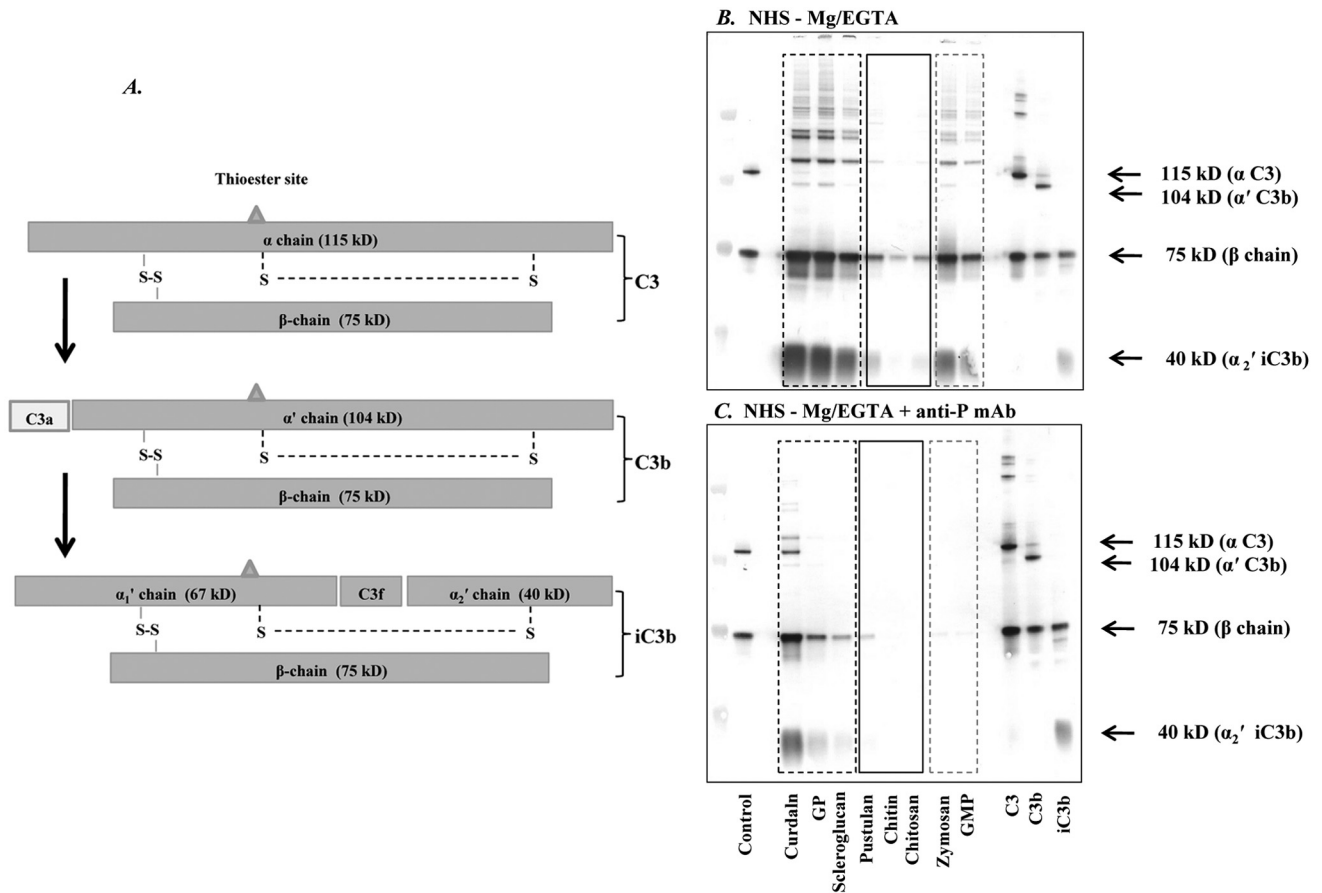 A.
Thioester site
α chain (115 kD)
S-S
S
S
C3
β-chain (75 kD)
C3a
α' chain (104 kD)
S-S
S
S
C3b
β-chain (75 kD)
α₁' chain (67 kD)
C3f
α₂' chain (40 kD)
S-S
S
S
iC3b
β-chain (75 kD)
B. NHS - Mg/EGTA
115 kD (α C3)
104 kD (α' C3b)
75 kD (β chain)
40 kD (α₂' iC3b)
C. NHS - Mg/EGTA + anti-P mAb
115 kD (α C3)
104 kD (α' C3b)
75 kD (β chain)
40 kD (α₂' iC3b)
Control
Curdaln
GP
Scleroglucan
Pustulan
Chitin
Chitosan
Zymosan
GMP
C3
C3b
iC3b